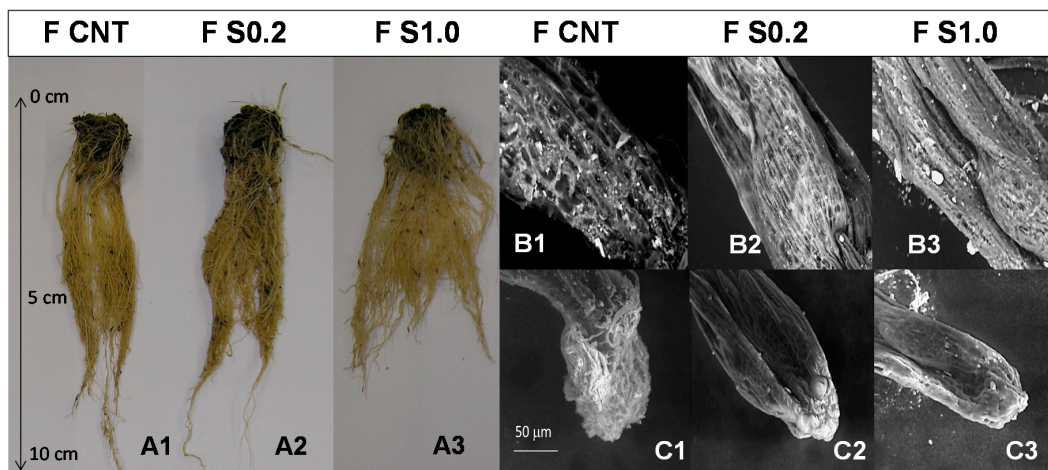 F CNT F S0.2 F S1.0 F CNT F S0.2 F S1.0
0 cm
5 cm
10 cm
A1 A2 A3
B1 B2 B3
50 µm
C1 C2 C3